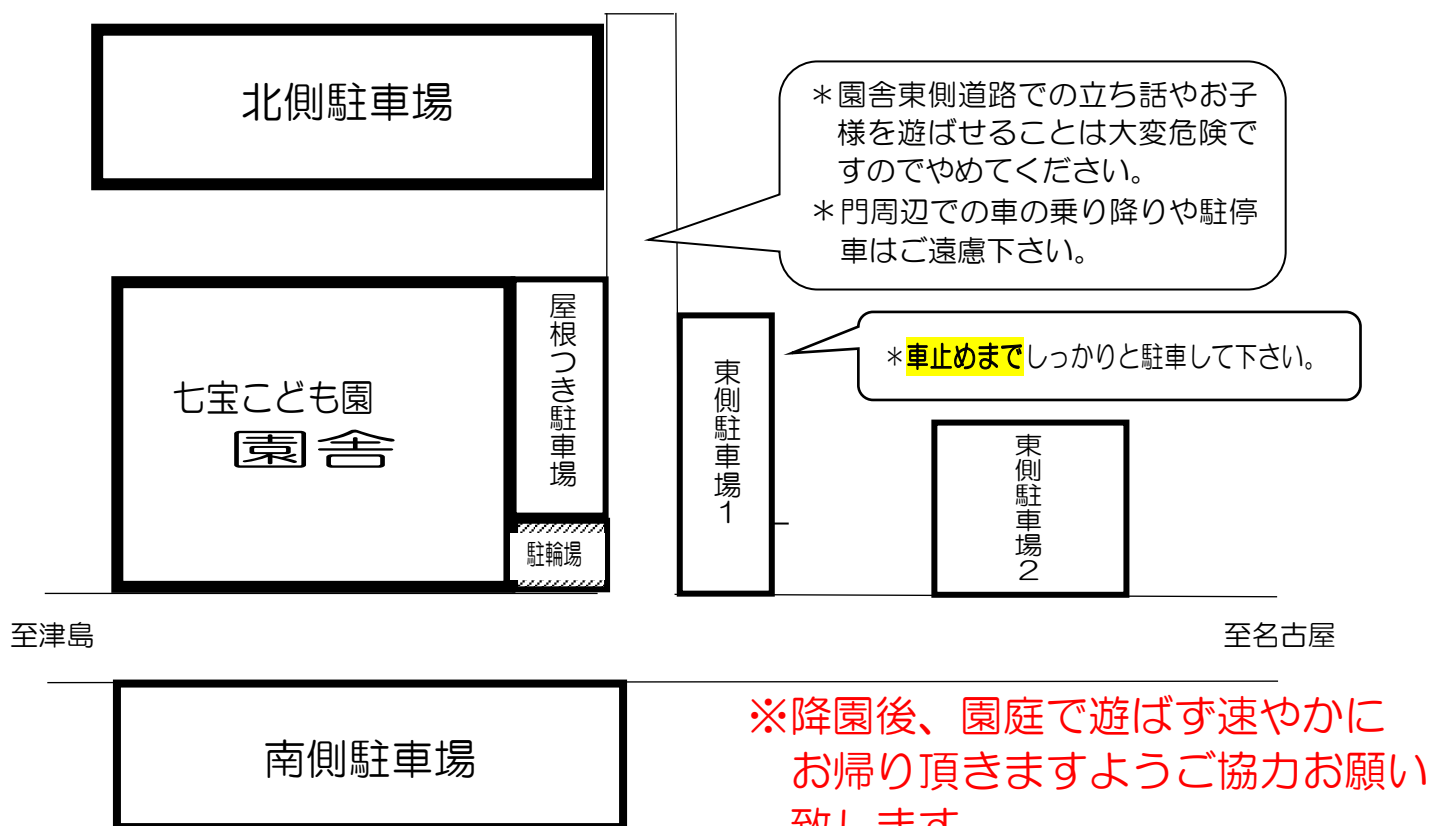 北側駐車場
＊園舎東側道路での立ち話やお子
様を遊ばせることは大変危険で
すのでやめてください。
＊門周辺での車の乗り降りや駐停
車はご遠慮下さい。
屋根つき駐車場
＊車止めまでしっかりと駐車して下さい。
七宝こども園
園舎
東側駐車場1
東側駐車場2
駐輪場
至津島
至名古屋
南側駐車場
※降園後、園庭で遊ばず速やかに
お帰り頂きますようご協力お願い
致します